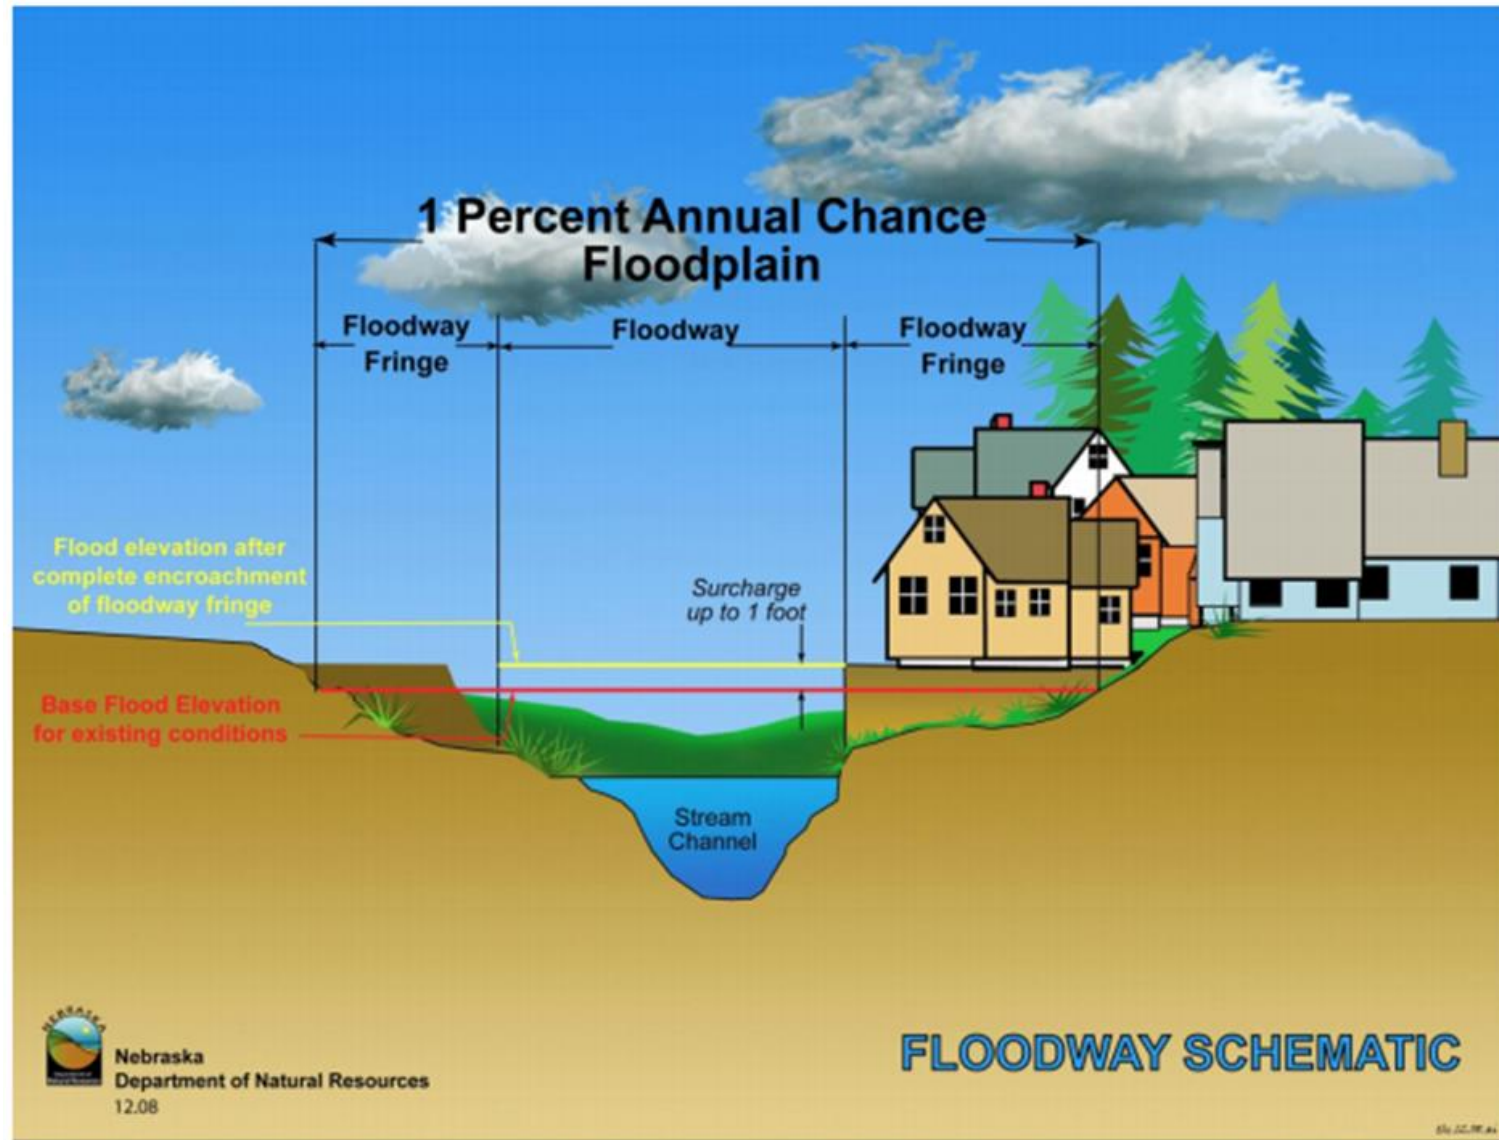 1 Percent Annual Chance
Floodplain
Floodway
Fringe
Floodway
Floodway
Fringe
Flood elevation after
complete encroachment
of floodway fringe
Surcharge
up to 1 foot
Base Flood Elevation
for existing conditions
Stream
Channel
NEBRASKA
Nebraska
Department of Natural Resources
12.08
FLOODWAY SCHEMATIC